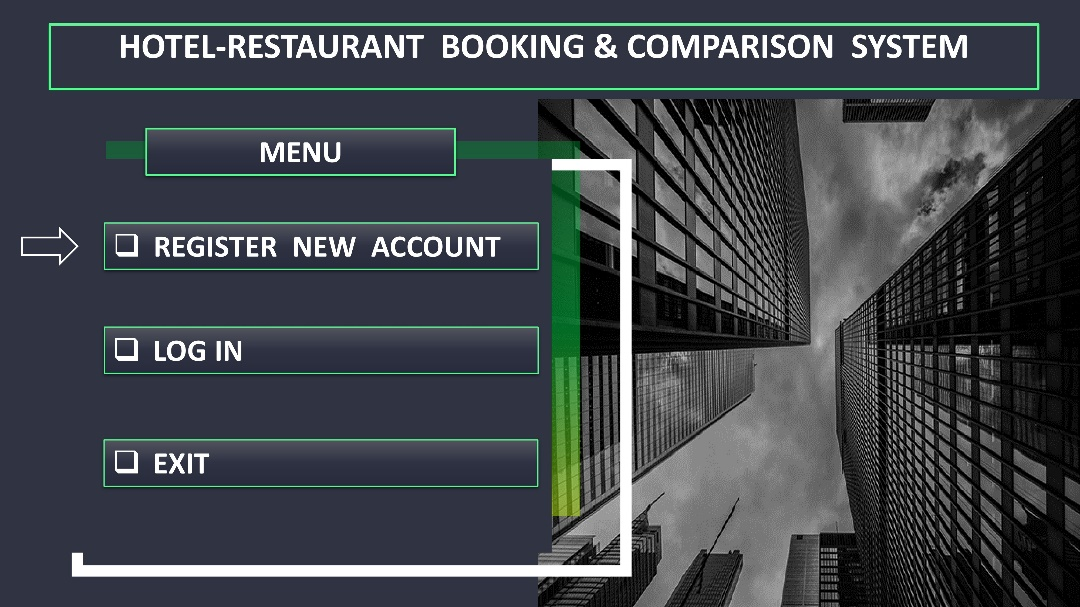 HOTEL-RESTAURANT BOOKING & COMPARISON SYSTEM
MENU
❑ REGISTER NEW ACCOUNT
❑ LOG IN
❑ EXIT